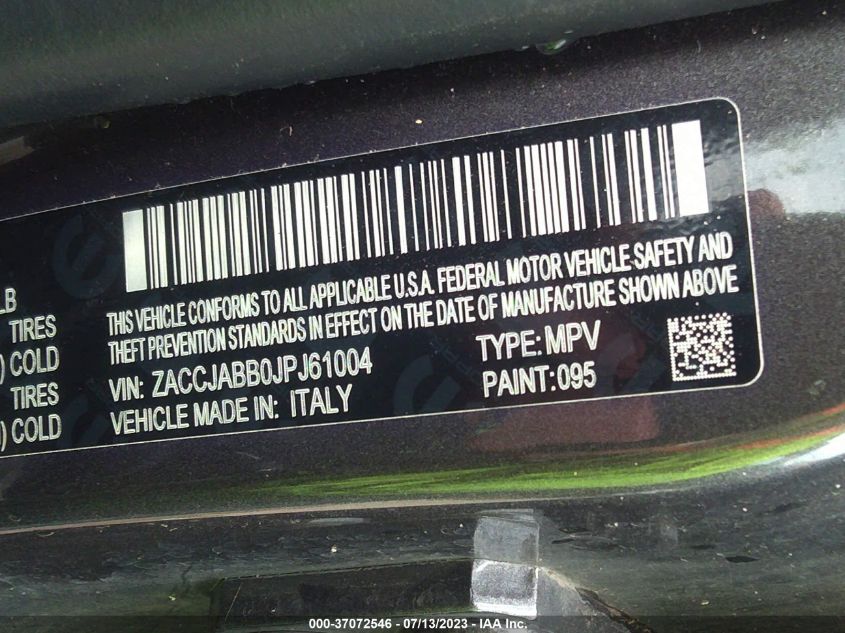 LB
TIRES
) COLD
TIRES
) COLD
THIS VEHICLE CONFORMS TO ALL APPLICABLE U.S.A. FEDERAL MOTOR VEHICLE SAFETY AND
THEFT PREVENTION STANDARDS IN EFFECT ON THE DATE OF MANUFACTURE SHOWN ABOVE
VIN: ZACCJABB0JPJ61004 TYPE: MPV
VEHICLE MADE IN: ITALY PAINT: 095
000-37072546 - 07/13/2023 - IAA Inc.